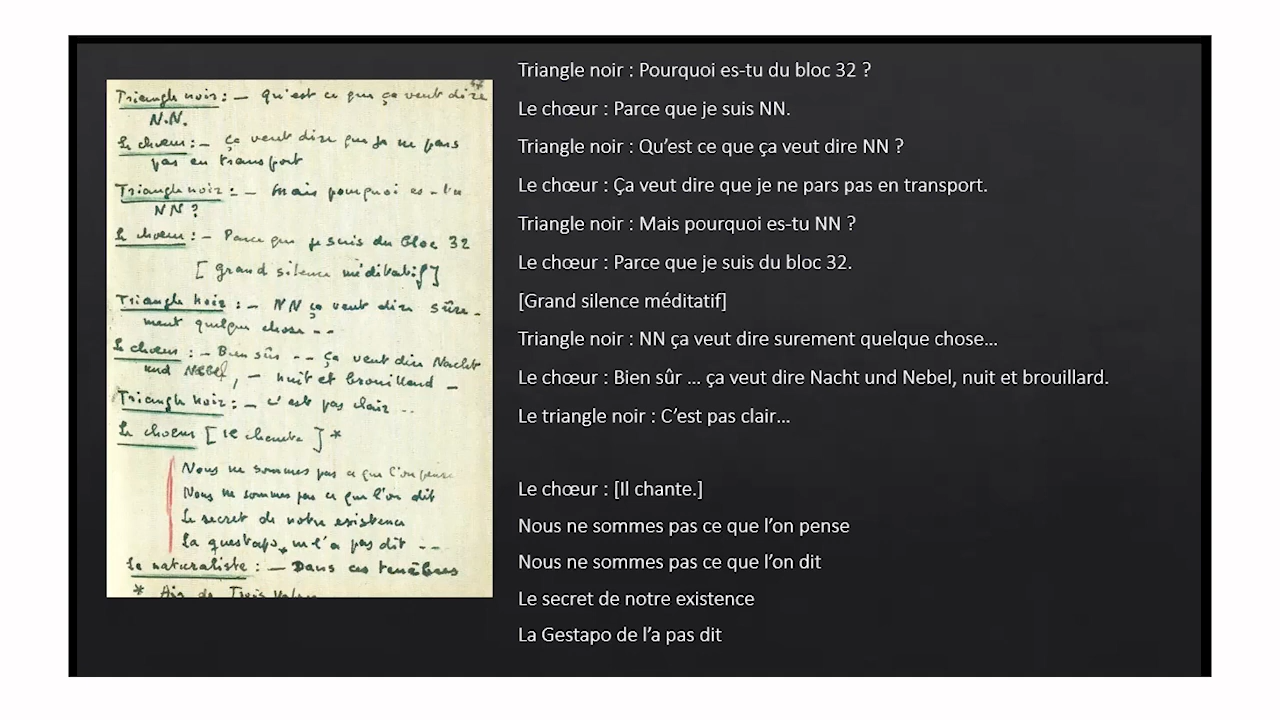 Triangle noir : — qu'est ce que ça veut dire
N.N.
Le chœur : — ça veut dire que je ne pars
pas en transport
Triangle noir : — Mais pourquoi es-tu
NN ?
Le chœur : — Parce que je suis du Bloc 32
[grand silence méditatif]
Triangle noir : — NN ça veut dire sûre-
ment quelque chose --
Le chœur : — Bien sûr -- ça veut dire Nacht
und Nebel, — nuit et brouillard —
Triangle noir : — c'est pas clair ..
Le chœur [il chante] *
Nous ne sommes pas ce que l'on pense
Nous ne sommes pas ce que l'on dit
Le secret de notre existence
La guestapo n'l'a pas dit --
Le naturaliste : — Dans ces tenèbres
* Air de Trois Valses
Triangle noir : Pourquoi es-tu du bloc 32 ?
Le chœur : Parce que je suis NN.
Triangle noir : Qu’est ce que ça veut dire NN ?
Le chœur : Ça veut dire que je ne pars pas en transport.
Triangle noir : Mais pourquoi es-tu NN ?
Le chœur : Parce que je suis du bloc 32.
[Grand silence méditatif]
Triangle noir : NN ça veut dire surement quelque chose…
Le chœur : Bien sûr … ça veut dire Nacht und Nebel, nuit et brouillard.
Le triangle noir : C’est pas clair…
Le chœur : [Il chante.]
Nous ne sommes pas ce que l’on pense
Nous ne sommes pas ce que l’on dit
Le secret de notre existence
La Gestapo de l’a pas dit